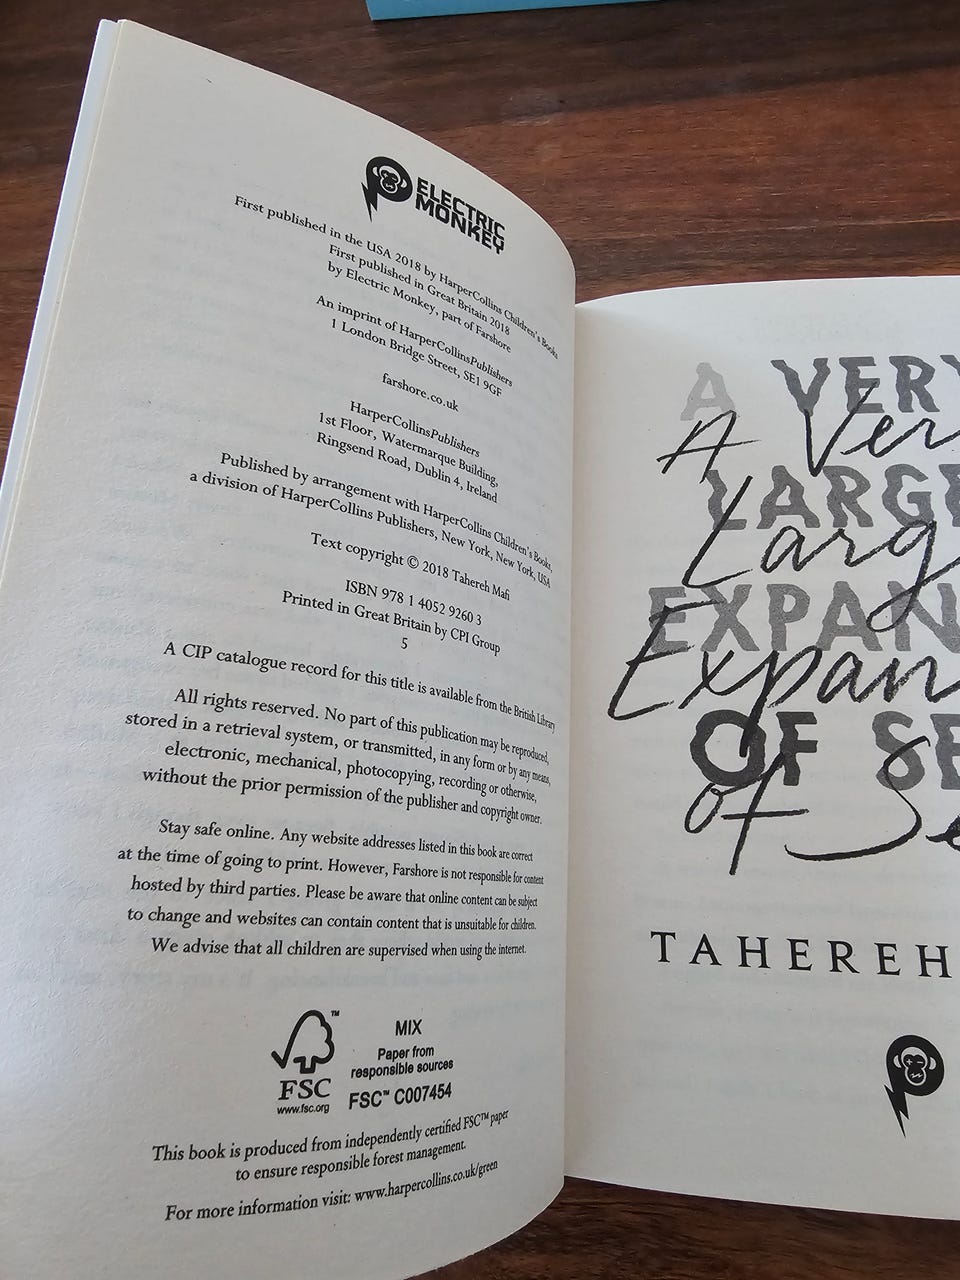 ELECTRIC
MONKEY
First published in the USA 2018 by HarperCollins Children's Books
First published in Great Britain 2018
by Electric Monkey, part of Farshore
An imprint of HarperCollinsPublishers
1 London Bridge Street, SE1 9GF
farshore.co.uk
HarperCollinsPublishers
1st Floor, Watermarque Building,
Ringsend Road, Dublin 4, Ireland
Published by arrangement with HarperCollins Children's Books,
a division of HarperCollins Publishers, New York, New York, USA
Text copyright © 2018 Tahereh Mafi
ISBN 978 1 4052 9260 3
Printed in Great Britain by CPI Group
5
A CIP catalogue record for this title is available from the British Library
All rights reserved. No part of this publication may be reproduced,
stored in a retrieval system, or transmitted, in any form or by any means,
electronic, mechanical, photocopying, recording or otherwise,
without the prior permission of the publisher and copyright owner.
Stay safe online. Any website addresses listed in this book are correct
at the time of going to print. However, Farshore is not responsible for content
hosted by third parties. Please be aware that online content can be subject
to change and websites can contain content that is unsuitable for children.
We advise that all children are supervised when using the internet.
FSC™
www.fsc.org
MIX
Paper from
responsible sources
FSC™ C007454
This book is produced from independently certified FSC™ paper
to ensure responsible forest management.
For more information visit: www.harpercollins.co.uk/green
A VERY
A Ver
LARGE
Larg
EXPAN
Expan
OF SE
of Se
TAHEREH